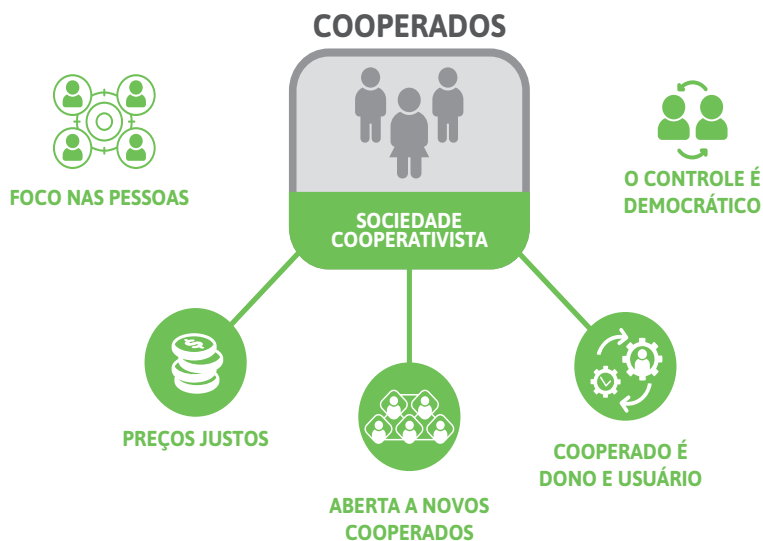 COOPERADOS
FOCO NAS PESSOAS
O CONTROLE É
DEMOCRÁTICO
SOCIEDADE
COOPERATIVISTA
PREÇOS JUSTOS
ABERTA A NOVOS
COOPERADOS
COOPERADO É
DONO E USUÁRIO